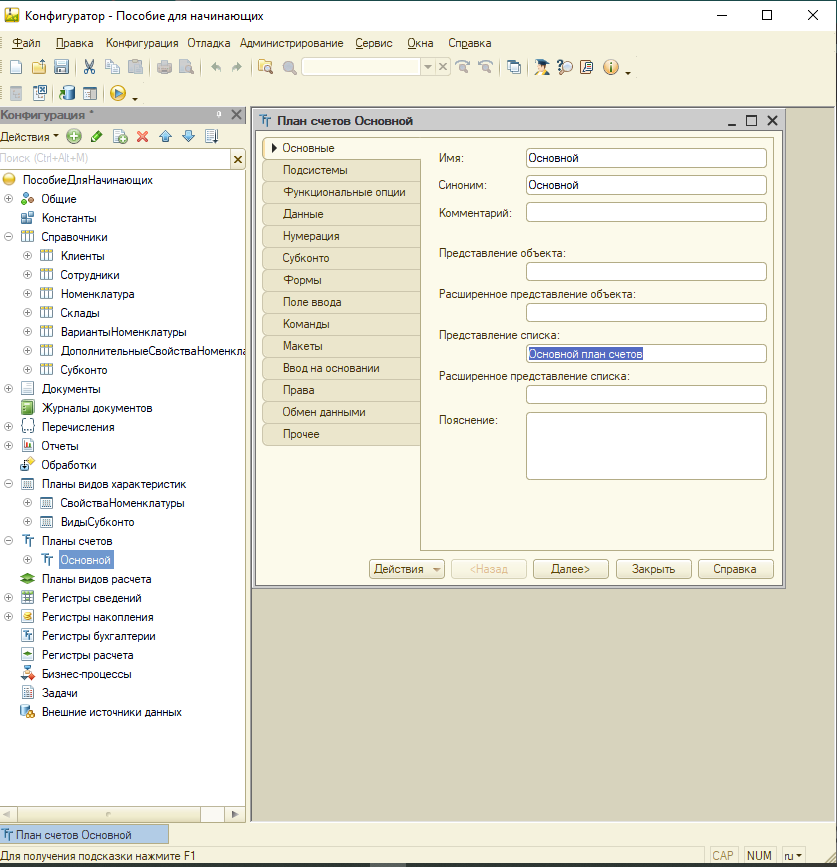 Конфигуратор - Пособие для начинающих
Файл Правка Конфигурация Отладка Администрирование Сервис Окна Справка
Конфигурация *
Действия
Поиск (Ctrl+Alt+M)
ПособиеДляНачинающих
Общие
Константы
Справочники
Клиенты
Сотрудники
Номенклатура
Склады
ВариантыНоменклатуры
ДополнительныеСвойстваНоменкла
Субконто
Документы
Журналы документов
Перечисления
Отчеты
Обработки
Планы видов характеристик
СвойстваНоменклатуры
ВидыСубконто
Планы счетов
Основной
Планы видов расчета
Регистры сведений
Регистры накопления
Регистры бухгалтерии
Регистры расчета
Бизнес-процессы
Задачи
Внешние источники данных
План счетов Основной
Основные
Подсистемы
Функциональные опции
Данные
Нумерация
Субконто
Формы
Поле ввода
Команды
Макеты
Ввод на основании
Права
Обмен данными
Прочее
Имя: Основной
Синоним: Основной
Комментарий:
Представление объекта:
Расширенное представление объекта:
Представление списка:
Основной план счетов
Расширенное представление списка:
Пояснение:
Действия <Назад Далее> Закрыть Справка
План счетов Основной
Для получения подсказки нажмите F1 CAP NUM ru